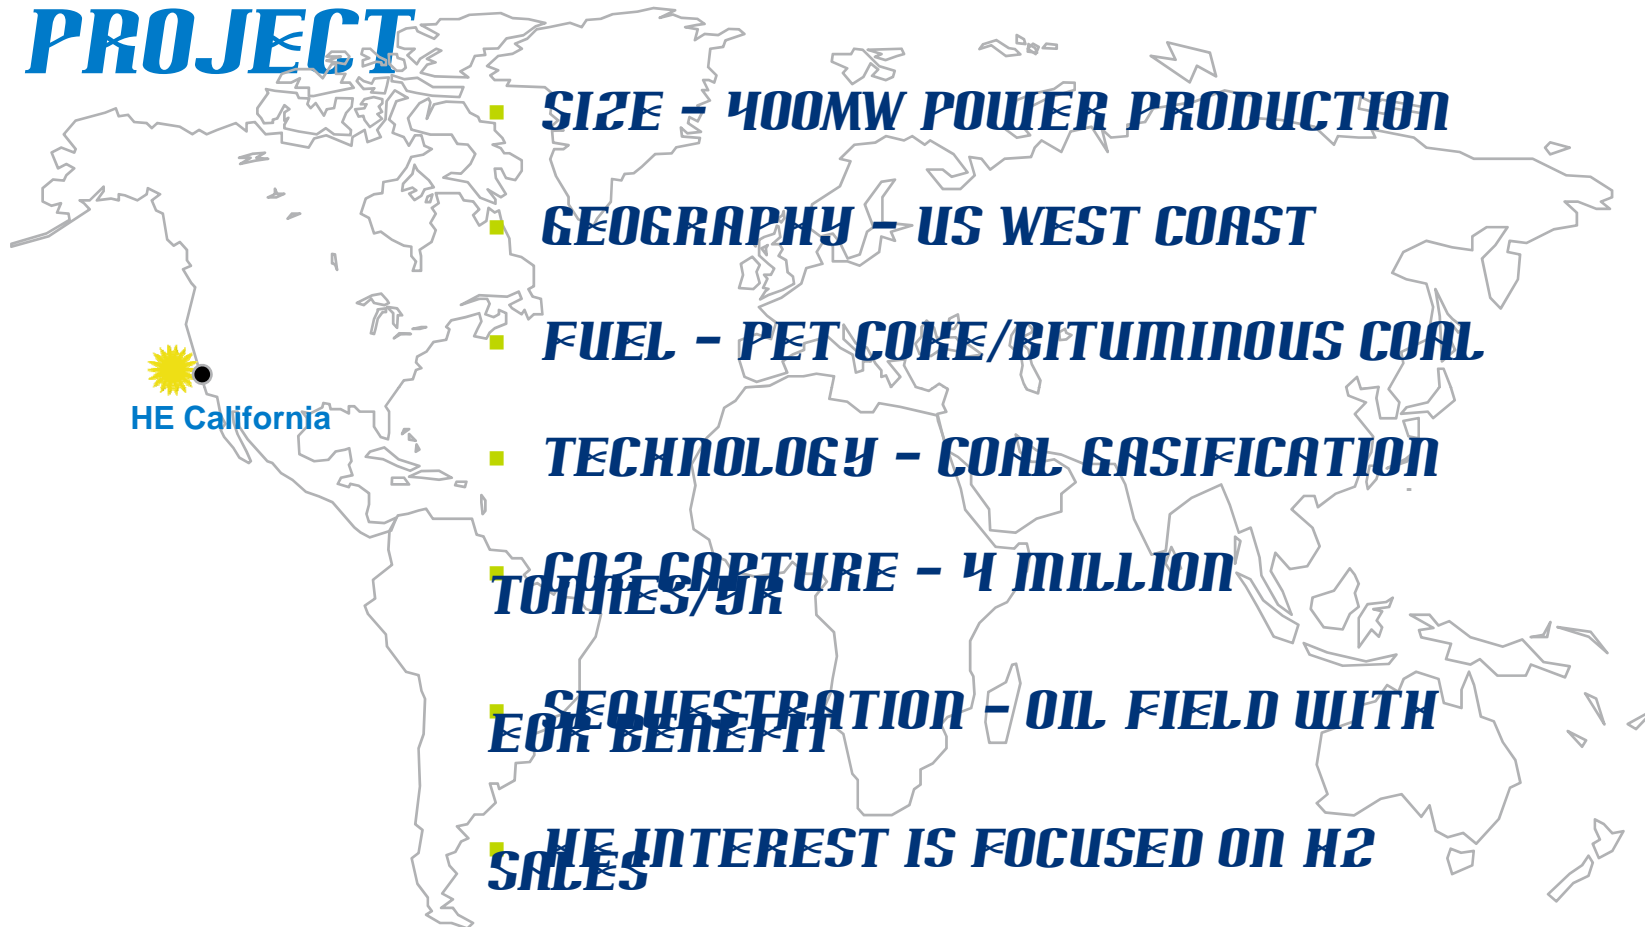 PROJECT
SIZE – 400MW POWER PRODUCTION
GEOGRAPHY – US WEST COAST
FUEL – PET COKE/BITUMINOUS COAL
HE California
TECHNOLOGY – COAL GASIFICATION
CO2 CAPTURE – 4 MILLION
TONNES/YR
SEQUESTRATION – OIL FIELD WITH
EOR BENEFIT
HE INTEREST IS FOCUSED ON H2
SALES